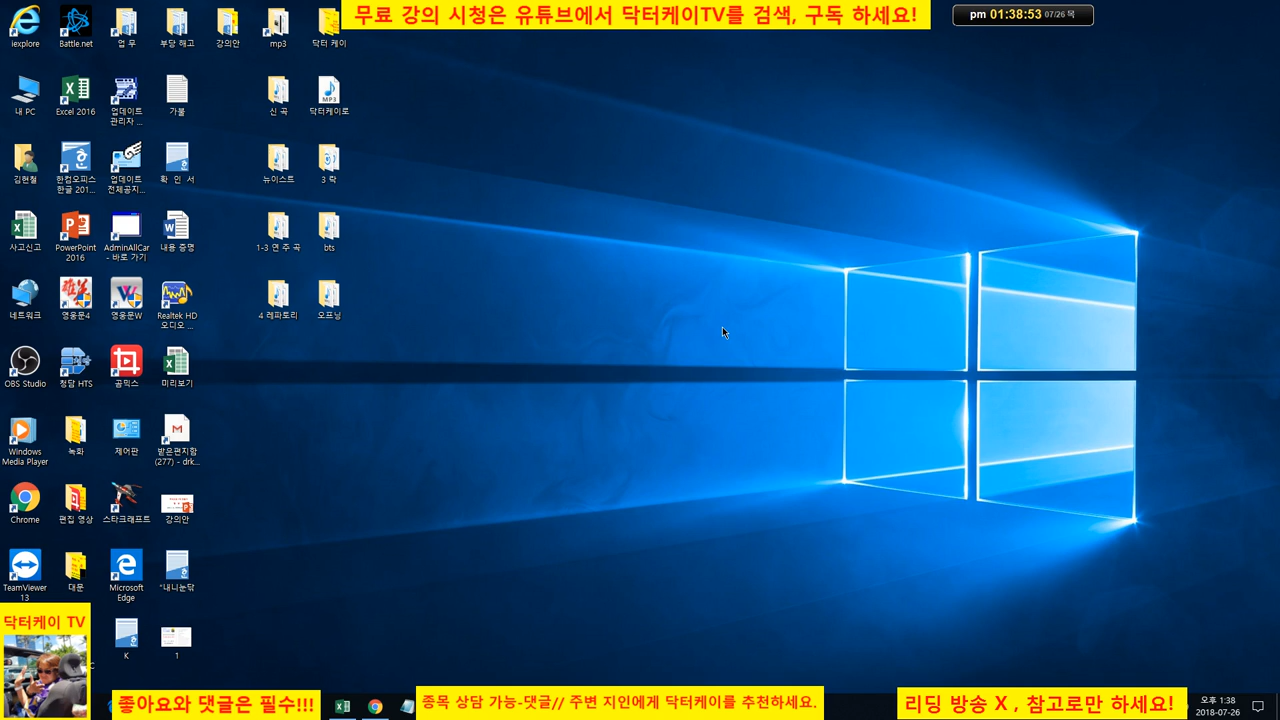 무료 강의 시청은 유튜브에서 닥터케이TV를 검색, 구독 하세요!
pm 01:38:53 07/26 목
iexplore
Battle.net
업 무
부당 해고
강의안
mp3
닥터 케이
내 PC
Excel 2016
업데이트
관리자 ...
가불
신 곡
MP3
닥터케이로
김현철
한컴오피스
한글 201...
업데이트
전체공지...
확 인 서
뉴이스트
3 락
사고신고
PowerPoint
2016
AdminAllCar
- 바로 가기
내용 증명
1-3 연 주 곡
bts
네트워크
영웅문4
영웅문W
Realtek HD
오디오 ...
4 레파토리
오프닝
OBS Studio
청담 HTS
곰믹스
미리보기
Windows
Media Player
녹화
제어판
받은편지함
(277) - drk...
Chrome
편집 영상
스타크래프트
강의안
TeamViewer
13
대문
Microsoft
Edge
"내니눈닦
닥터케이 TV
K
1
좋아요와 댓글은 필수!!!
종목 상담 가능-댓글// 주변 지인에게 닥터케이를 추천하세요.
리딩 방송 X , 참고로만 하세요!
오후 1:38
2018-07-26